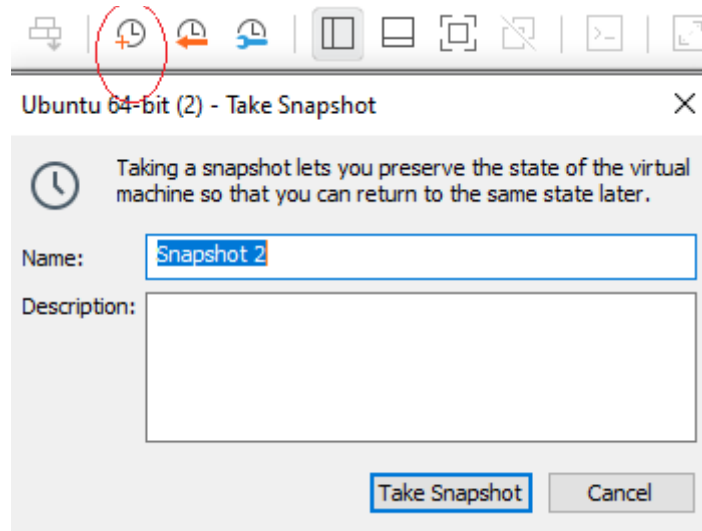 Ubuntu 64-bit (2) - Take Snapshot
Taking a snapshot lets you preserve the state of the virtual
machine so that you can return to the same state later.
Name:
Snapshot 2
Description:
Take Snapshot
Cancel